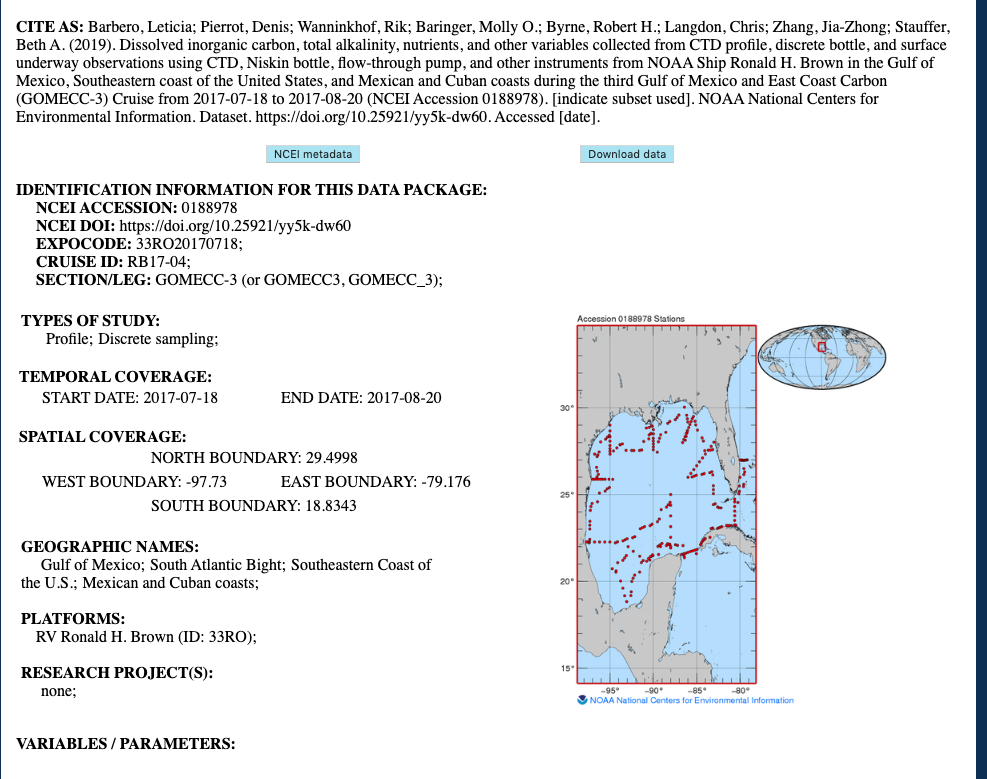 CITE AS: Barbero, Leticia; Pierrot, Denis; Wanninkhof, Rik; Baringer, Molly O.; Byrne, Robert H.; Langdon, Chris; Zhang, Jia-Zhong; Stauffer,
Beth A. (2019). Dissolved inorganic carbon, total alkalinity, nutrients, and other variables collected from CTD profile, discrete bottle, and surface
underway observations using CTD, Niskin bottle, flow-through pump, and other instruments from NOAA Ship Ronald H. Brown in the Gulf of
Mexico, Southeastern coast of the United States, and Mexican and Cuban coasts during the third Gulf of Mexico and East Coast Carbon
(GOMECC-3) Cruise from 2017-07-18 to 2017-08-20 (NCEI Accession 0188978). [indicate subset used]. NOAA National Centers for
Environmental Information. Dataset. https://doi.org/10.25921/yy5k-dw60. Accessed [date].
NCEI metadata
Download data
IDENTIFICATION INFORMATION FOR THIS DATA PACKAGE:
NCEI ACCESSION: 0188978
NCEI DOI: https://doi.org/10.25921/yy5k-dw60
EXPOCODE: 33RO20170718;
CRUISE ID: RB17-04;
SECTION/LEG: GOMECC-3 (or GOMECC3, GOMECC_3);
TYPES OF STUDY:
Profile; Discrete sampling;
TEMPORAL COVERAGE:
START DATE: 2017-07-18 END DATE: 2017-08-20
SPATIAL COVERAGE:
NORTH BOUNDARY: 29.4998
WEST BOUNDARY: -97.73 EAST BOUNDARY: -79.176
SOUTH BOUNDARY: 18.8343
GEOGRAPHIC NAMES:
Gulf of Mexico; South Atlantic Bight; Southeastern Coast of
the U.S.; Mexican and Cuban coasts;
PLATFORMS:
RV Ronald H. Brown (ID: 33RO);
RESEARCH PROJECT(S):
none;
Accession 0188978 Stations
30°
25°
20°
15°
-95° -90° -85° -80°
NOAA National Centers for Environmental Information
VARIABLES / PARAMETERS: